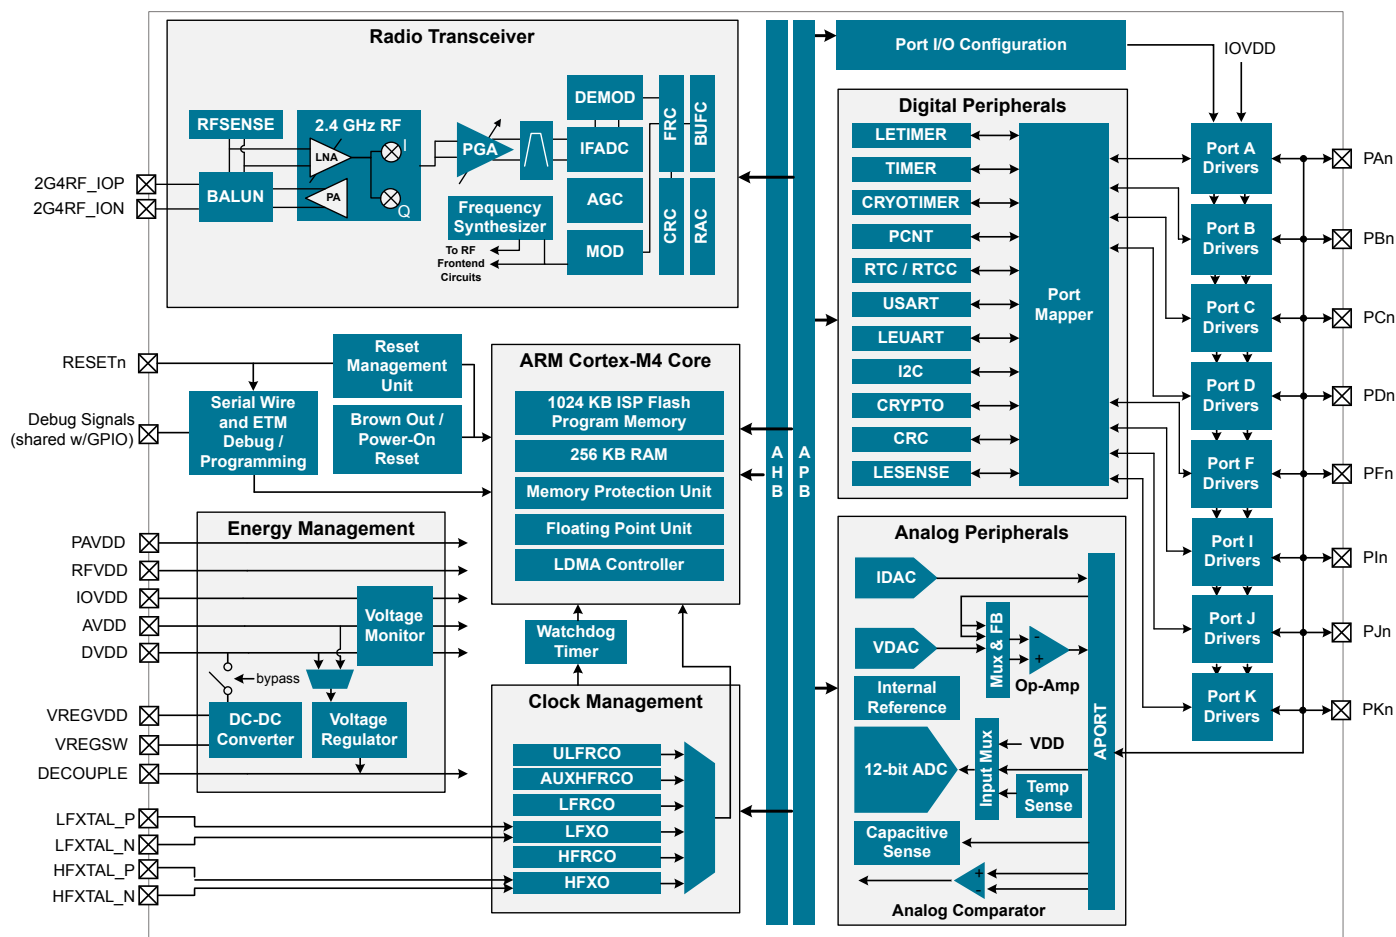 Radio Transceiver
RFSENSE
2.4 GHz RF
LNA
I
PA
Q
BALUN
PGA
DEMOD
IFADC
AGC
MOD
FRC
BUFC
CRC
RAC
Frequency
Synthesizer
To RF
Frontend
Circuits
2G4RF_IOP
2G4RF_ION
RESETn
Debug Signals
(shared w/GPIO)
Reset
Management
Unit
Serial Wire
and ETM
Debug /
Programming
Brown Out /
Power-On
Reset
ARM Cortex-M4 Core
1024 KB ISP Flash
Program Memory
256 KB RAM
Memory Protection Unit
Floating Point Unit
LDMA Controller
Energy Management
PAVDD
RFVDD
IOVDD
AVDD
DVDD
VREGVDD
VREGSW
DECOUPLE
Voltage
Monitor
bypass
DC-DC
Converter
Voltage
Regulator
Watchdog
Timer
Clock Management
ULFRCO
AUXHFRCO
LFRCO
LFXO
HFRCO
HFXO
LFXTAL_P
LFXTAL_N
HFXTAL_P
HFXTAL_N
AHB
APB
Port I/O Configuration
IOVDD
Digital Peripherals
LETIMER
TIMER
CRYOTIMER
PCNT
RTC / RTCC
USART
LEUART
I2C
CRYPTO
CRC
LESENSE
Port
Mapper
Analog Peripherals
IDAC
VDAC
Mux & FB
-
+
Op-Amp
Internal
Reference
12-bit ADC
Input Mux
VDD
Temp
Sense
Capacitive
Sense
+
-
Analog Comparator
APORT
Port A
Drivers
Port B
Drivers
Port C
Drivers
Port D
Drivers
Port F
Drivers
Port I
Drivers
Port J
Drivers
Port K
Drivers
PAn
PBn
PCn
PDn
PFn
PIn
PJn
PKn